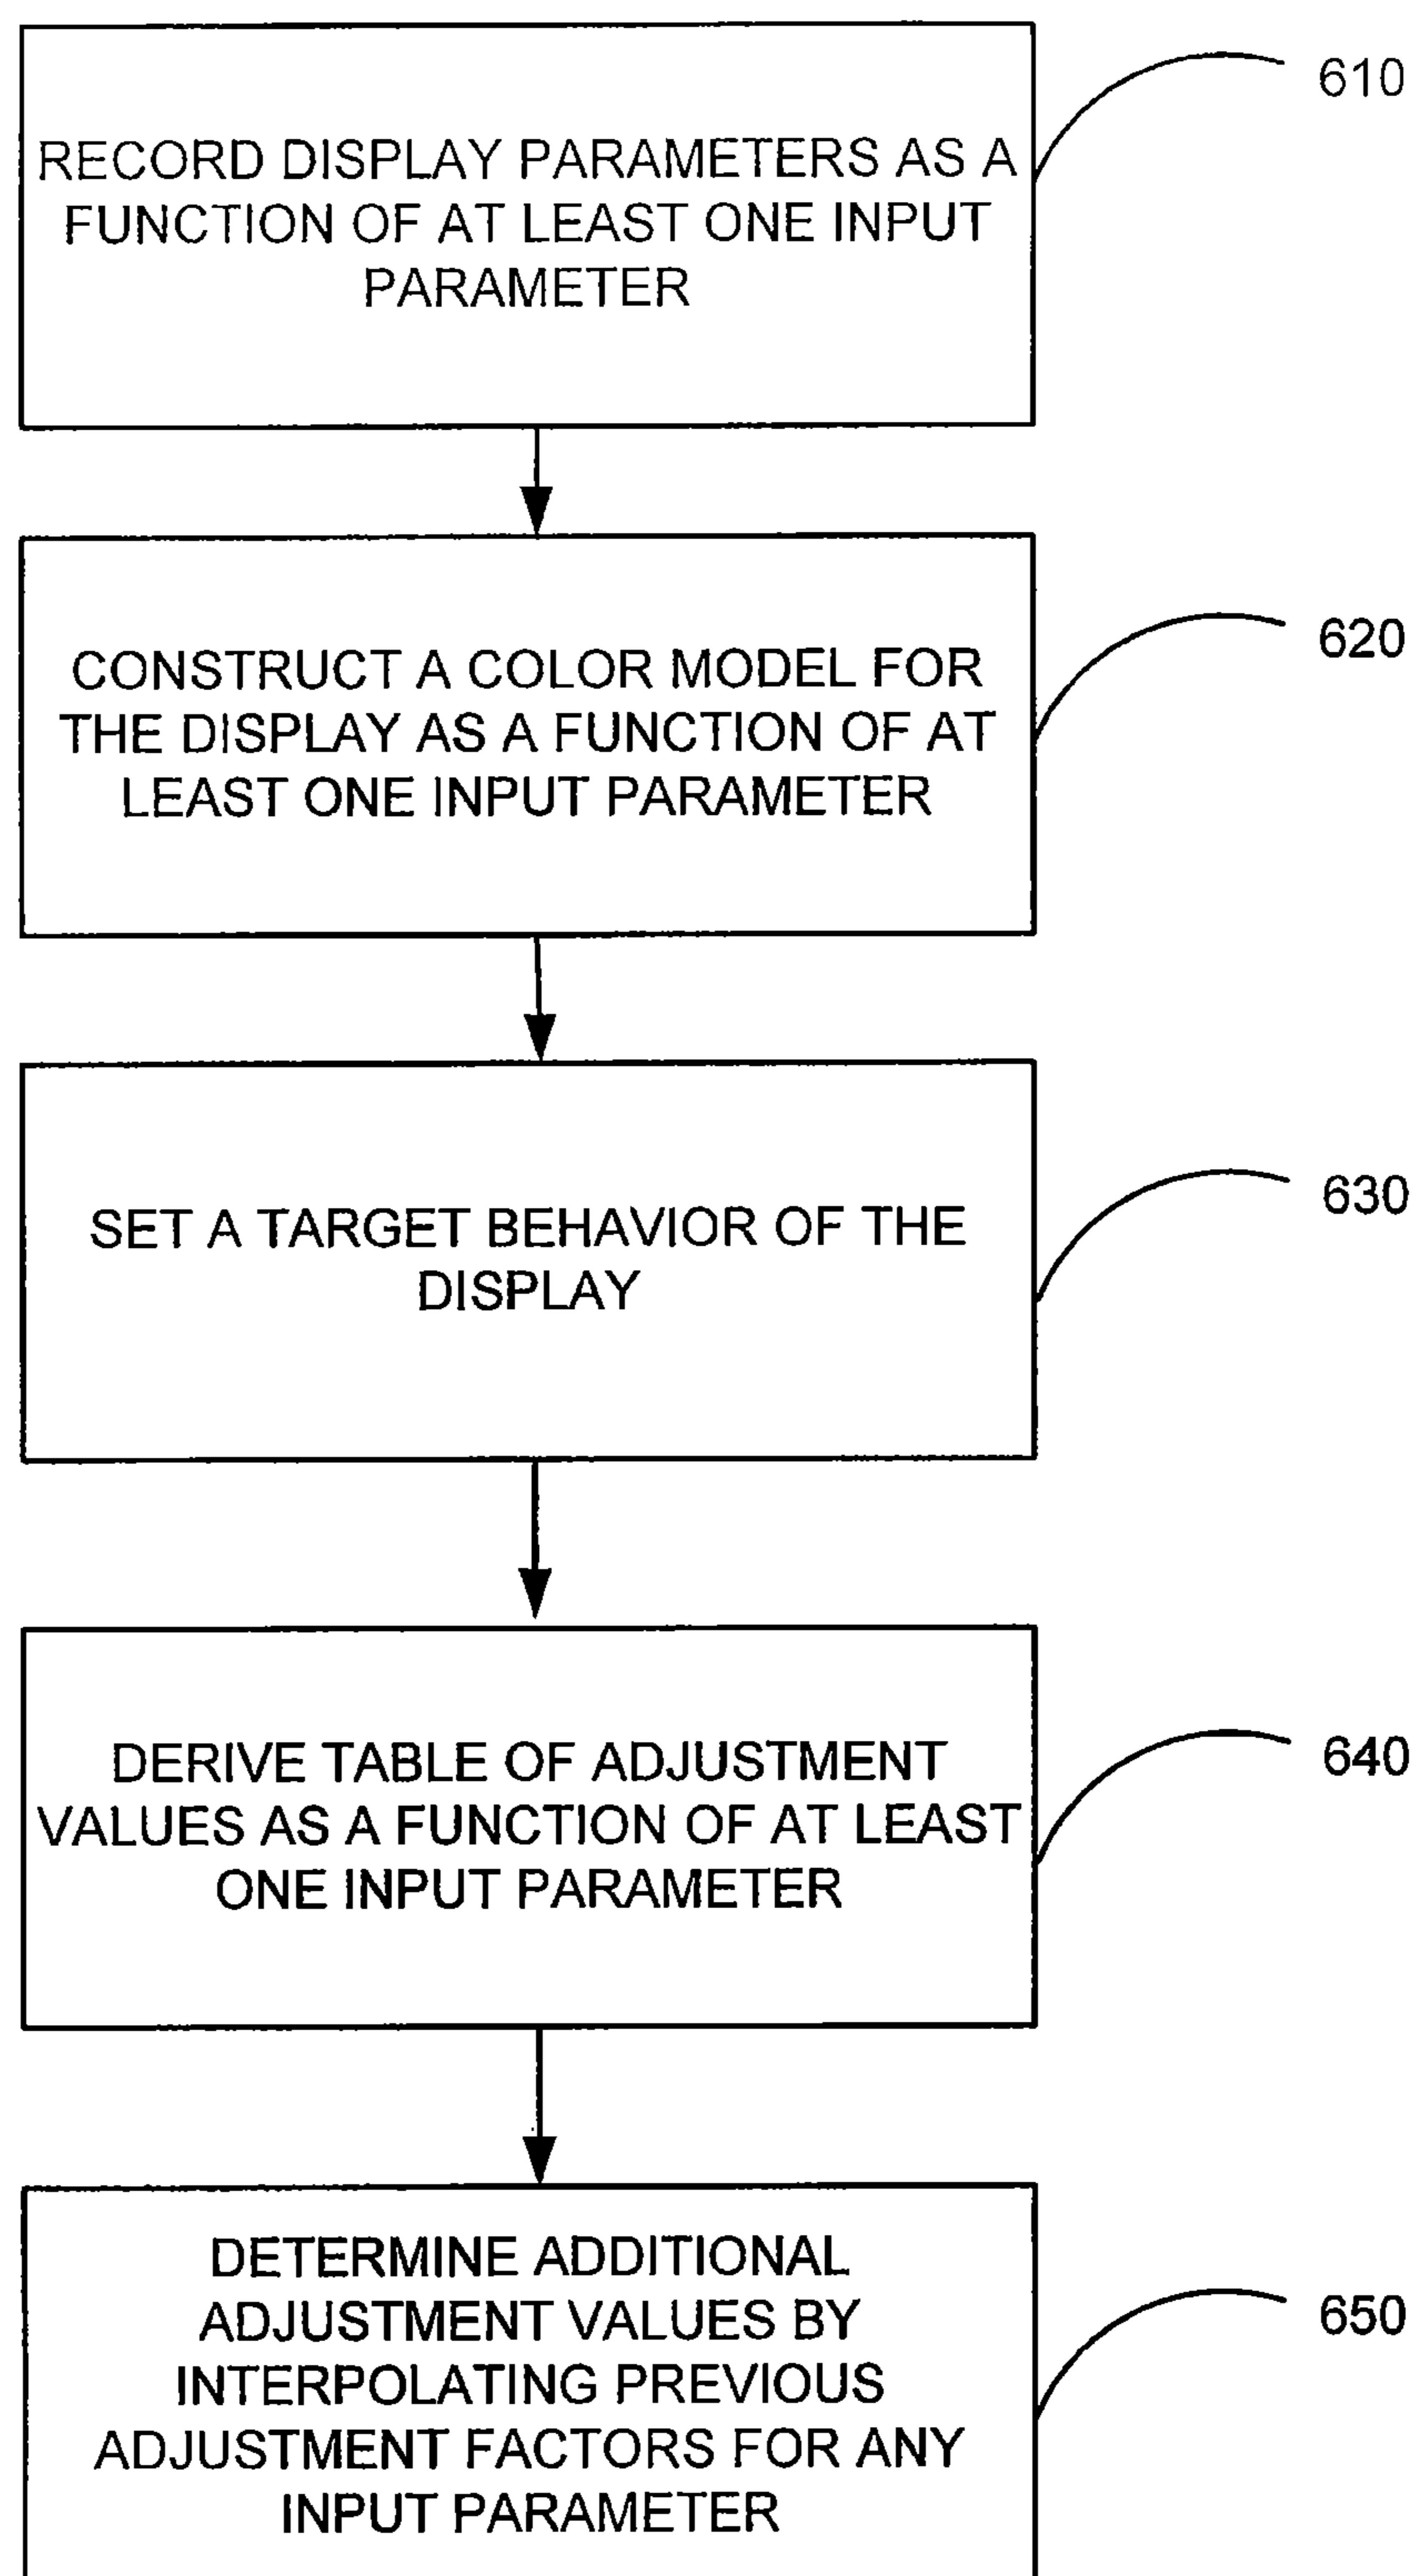 610
RECORD DISPLAY PARAMETERS AS A
FUNCTION OF AT LEAST ONE INPUT
PARAMETER
620
CONSTRUCT A COLOR MODEL FOR
THE DISPLAY AS A FUNCTION OF AT
LEAST ONE INPUT PARAMETER
630
SET A TARGET BEHAVIOR OF THE
DISPLAY
640
DERIVE TABLE OF ADJUSTMENT
VALUES AS A FUNCTION OF AT LEAST
ONE INPUT PARAMETER
650
DETERMINE ADDITIONAL
ADJUSTMENT VALUES BY
INTERPOLATING PREVIOUS
ADJUSTMENT FACTORS FOR ANY
INPUT PARAMETER